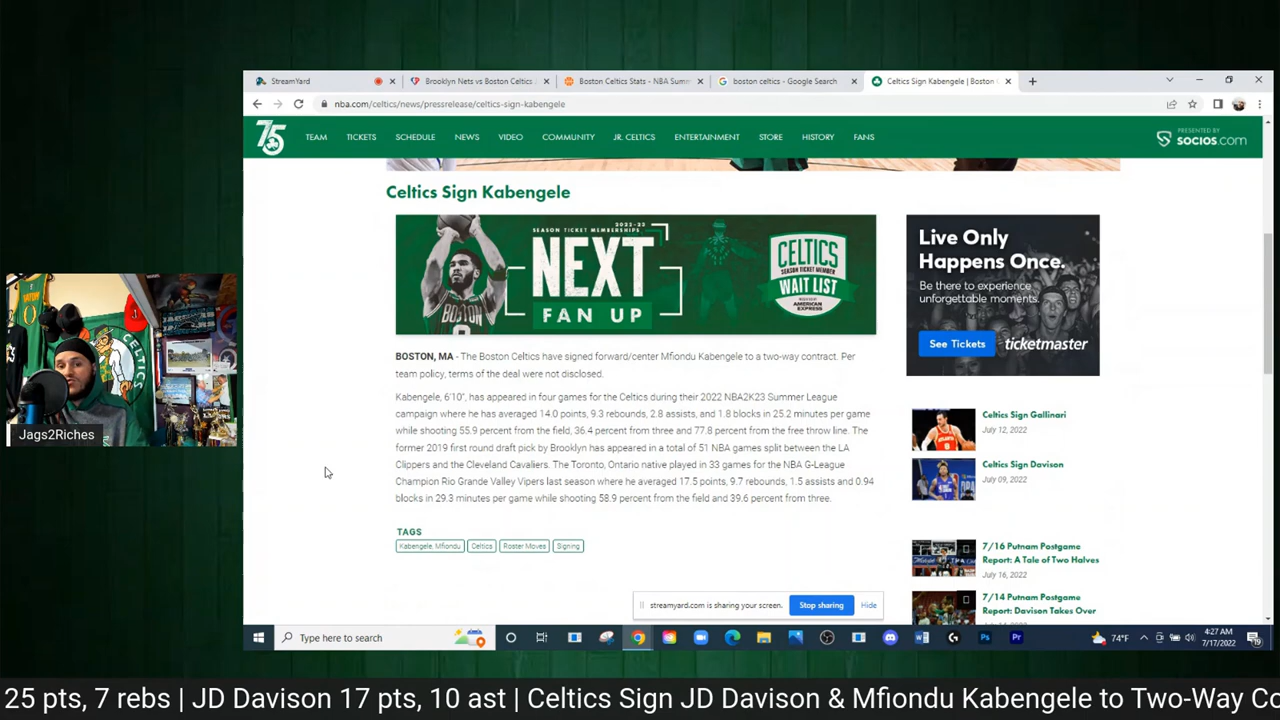 StreamYard
Brooklyn Nets vs Boston Celtics
Boston Celtics Stats - NBA Summ
boston celtics - Google Search
Celtics Sign Kabengele | Boston C
nba.com/celtics/news/pressrelease/celtics-sign-kabengele
75
TEAM TICKETS SCHEDULE NEWS VIDEO COMMUNITY JR. CELTICS ENTERTAINMENT STORE HISTORY FANS
PRESENTED BY
SOCIOS.com
Celtics Sign Kabengele
2022-23
SEASON TICKET MEMBERSHIPS
NEXT
FAN UP
BOSTON
CELTICS
SEASON TICKET MEMBER
WAIT LIST
AMERICAN
EXPRESS
Live Only
Happens Once.
Be there to experience
unforgettable moments.
See Tickets
ticketmaster
BOSTON, MA - The Boston Celtics have signed forward/center Mfiondu Kabengele to a two-way contract. Per
team policy, terms of the deal were not disclosed.
Kabengele, 6'10", has appeared in four games for the Celtics during their 2022 NBA2K23 Summer League
campaign where he has averaged 14.0 points, 9.3 rebounds, 2.8 assists, and 1.8 blocks in 25.2 minutes per game
while shooting 55.9 percent from the field, 36.4 percent from three and 77.8 percent from the free throw line. The
former 2019 first round draft pick by Brooklyn has appeared in a total of 51 NBA games split between the LA
Clippers and the Cleveland Cavaliers. The Toronto, Ontario native played in 33 games for the NBA G-League
Champion Rio Grande Valley Vipers last season where he averaged 17.5 points, 9.7 rebounds, 1.5 assists and 0.94
blocks in 29.3 minutes per game while shooting 58.9 percent from the field and 39.6 percent from three.
TAGS
Kabengele, Mfiondu
Celtics
Roster Moves
Signing
Celtics Sign Gallinari
July 12, 2022
Celtics Sign Davison
July 09, 2022
7/16 Putnam Postgame
Report: A Tale of Two Halves
July 16, 2022
7/14 Putnam Postgame
Report: Davison Takes Over
CELTICS
Jags2Riches
streamyard.com is sharing your screen.
Stop sharing
Hide
Type here to search
74°F
4:27 AM
7/17/2022
25 pts, 7 rebs | JD Davison 17 pts, 10 ast | Celtics Sign JD Davison & Mfiondu Kabengele to Two-Way Co